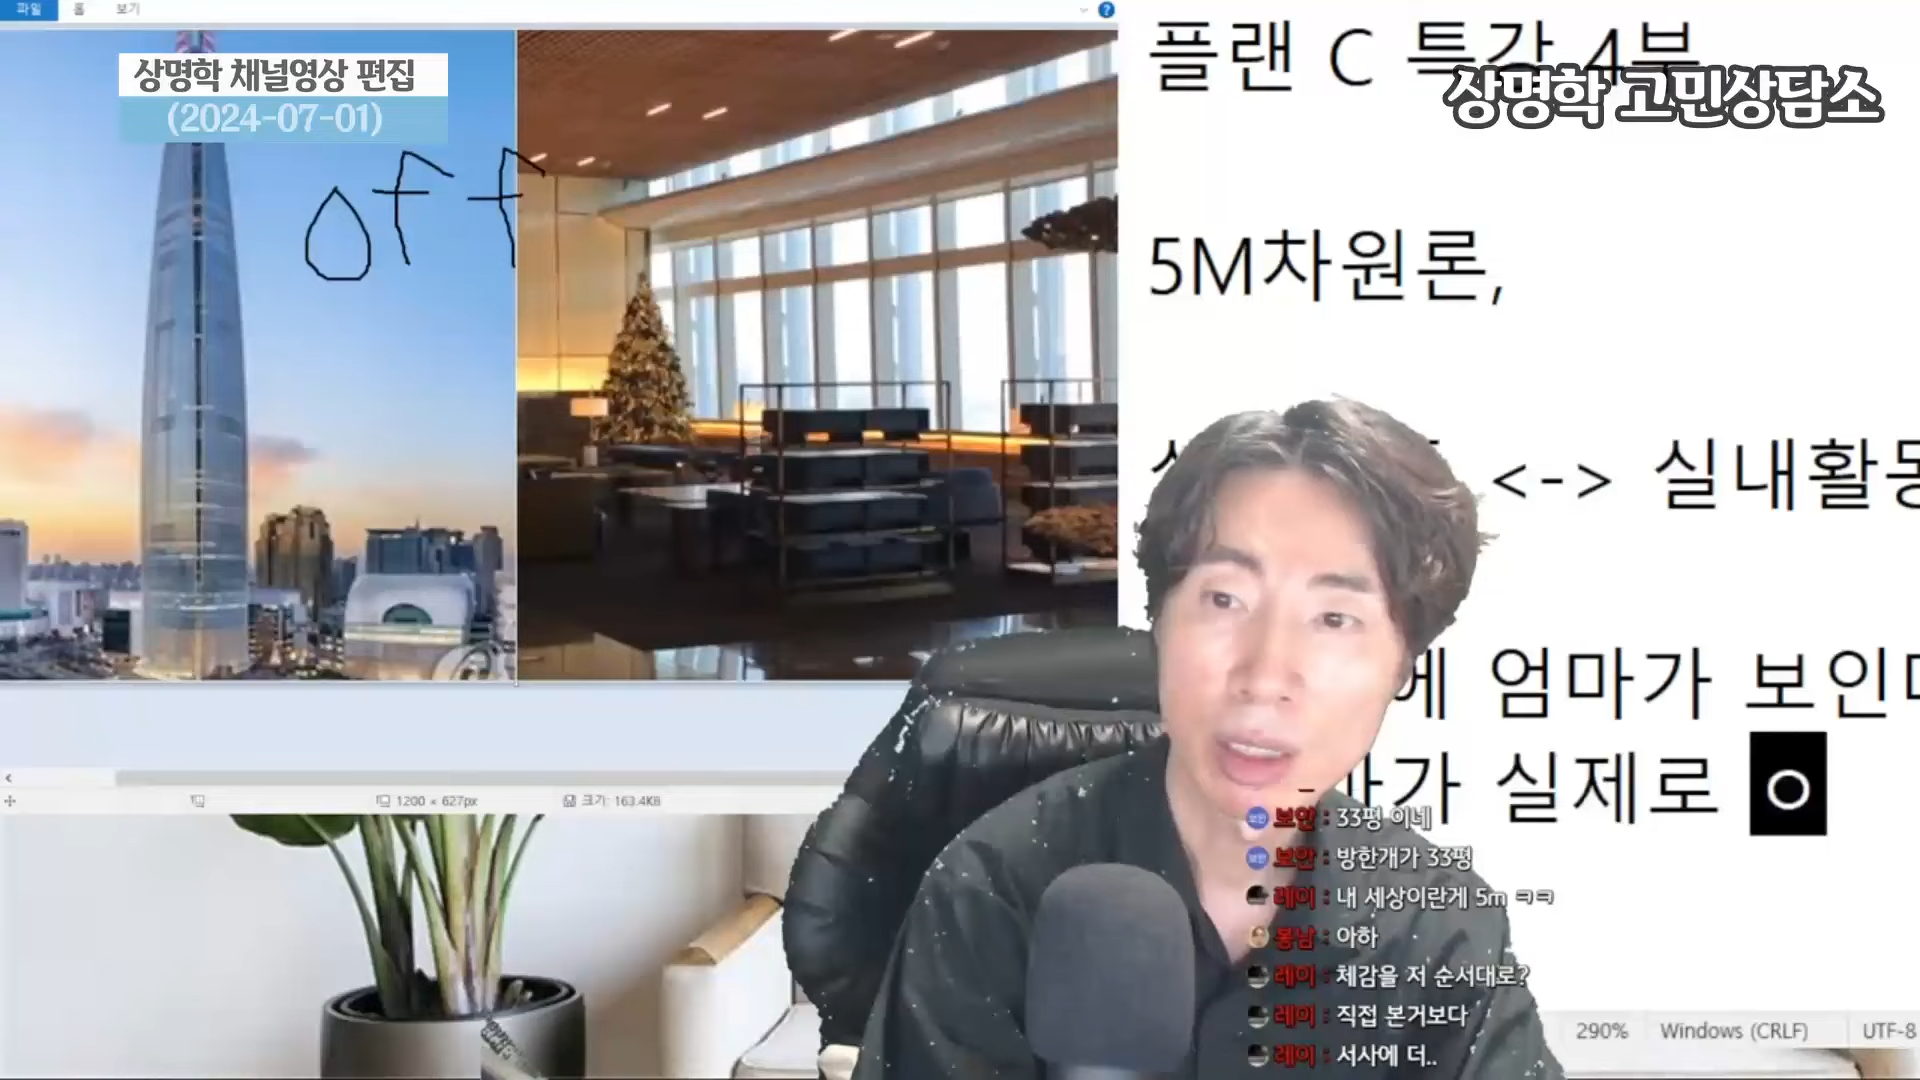 파일 홈 보기
상명학 채널영상 편집
(2024-07-01)
off
플랜 C 특강 4부
상명학 고민상담소
5M차원론,
<-> 실내활동
에 엄마가 보인다
가 실제로 ㅇ
1200 × 627px
크기: 163.4KB
보안 : 33평 이네
보안 : 방한개가 33평
레이 : 내 세상이란게 5m ㅋㅋ
봉남 : 아하
레이 : 체감을 저 순서대로?
레이 : 직접 본거보다
레이 : 서사에 더..
290% Windows (CRLF) UTF-8